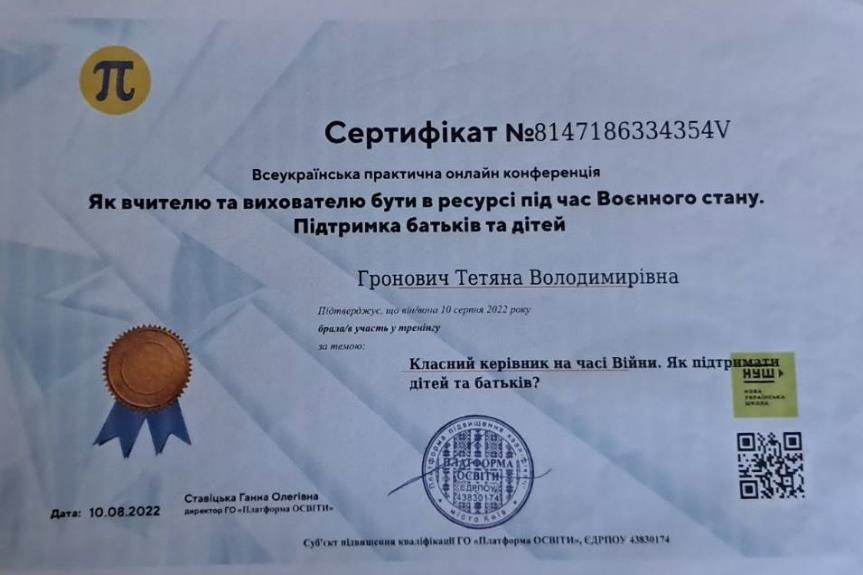 π
Сертифікат №8147186334354V
Всеукраїнська практична онлайн конференція
Як вчителю та вихователю бути в ресурсі під час Воєнного стану.
Підтримка батьків та дітей
Гронович Тетяна Володимирівна
Підтверджує, що він/вона 10 серпня 2022 року
брала/в участь у тренінгу
за темою:
Класний керівник на часі Війни. Як підтримати
дітей та батьків?
НУШ
НОВА
УКРАЇНСЬКА
ШКОЛА
Платформа підвищення кваліфікації
ПЛАТФОРМА
ОСВІТИ
ЄДРПОУ
43830174
місто Київ
Ставіцька Ганна Олегівна
Дата: 10.08.2022
директор ГО «Платформа ОСВІТИ»
Суб'єкт підвищення кваліфікації ГО «Платформа ОСВІТИ», ЄДРПОУ 43830174